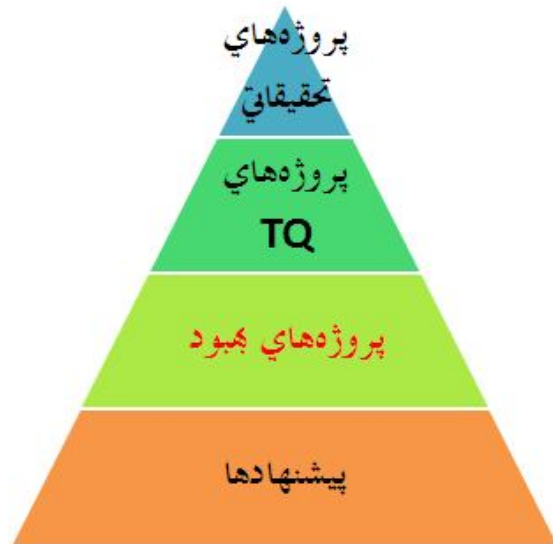 پروژه‌هاي
تحقيقاتي
پروژه‌هاي
TQ
پروژه‌هاي بهبود
پيشنهادها